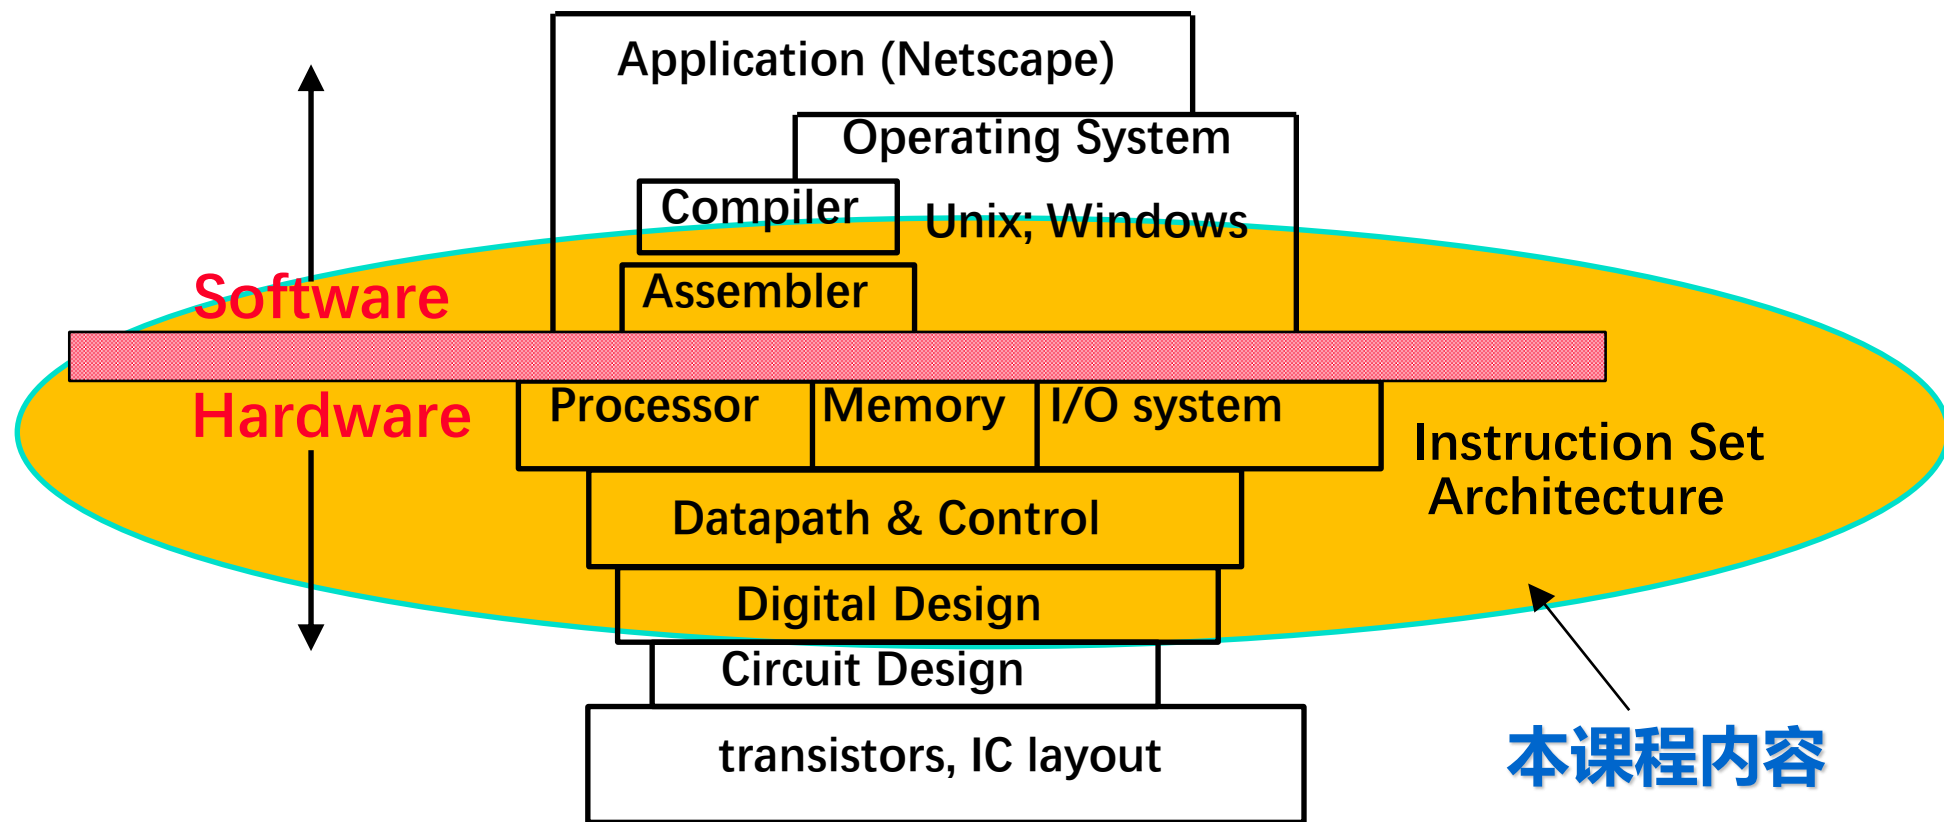 Application (Netscape)
Operating System
Compiler
Unix; Windows
Software
Assembler
Hardware
Processor
Memory
I/O system
Instruction Set
Architecture
Datapath & Control
Digital Design
Circuit Design
transistors, IC layout
本课程内容